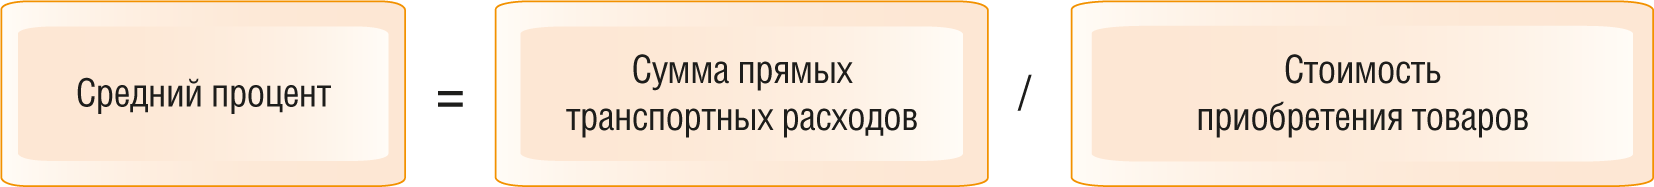 Средний процент
=
Сумма прямых
транспортных расходов
/
Стоимость
приобретения товаров